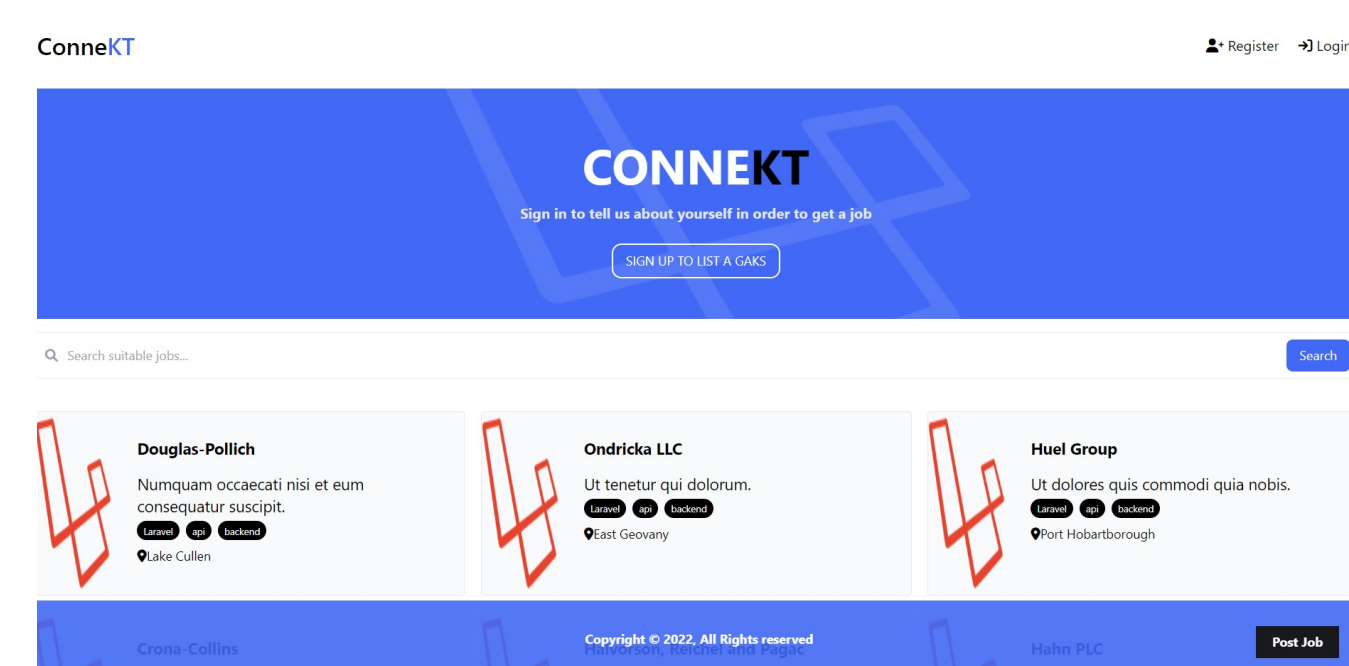 ConneKT
Register
Login
CONNEKT
Sign in to tell us about yourself in order to get a job
SIGN UP TO LIST A GAKS
Search suitable jobs...
Search
Douglas-Pollich
Numquam occaecati nisi et eum
consequatur suscipit.
Laravel api backend
Lake Cullen
Ondricka LLC
Ut tenetur qui dolorum.
Laravel api backend
East Geovany
Huel Group
Ut dolores quis commodi quia nobis.
Laravel api backend
Port Hobartborough
Crona-Collins
Copyright © 2022, All Rights reserved
Halvorson, Reichel and Pagac
Hahn PLC
Post Job